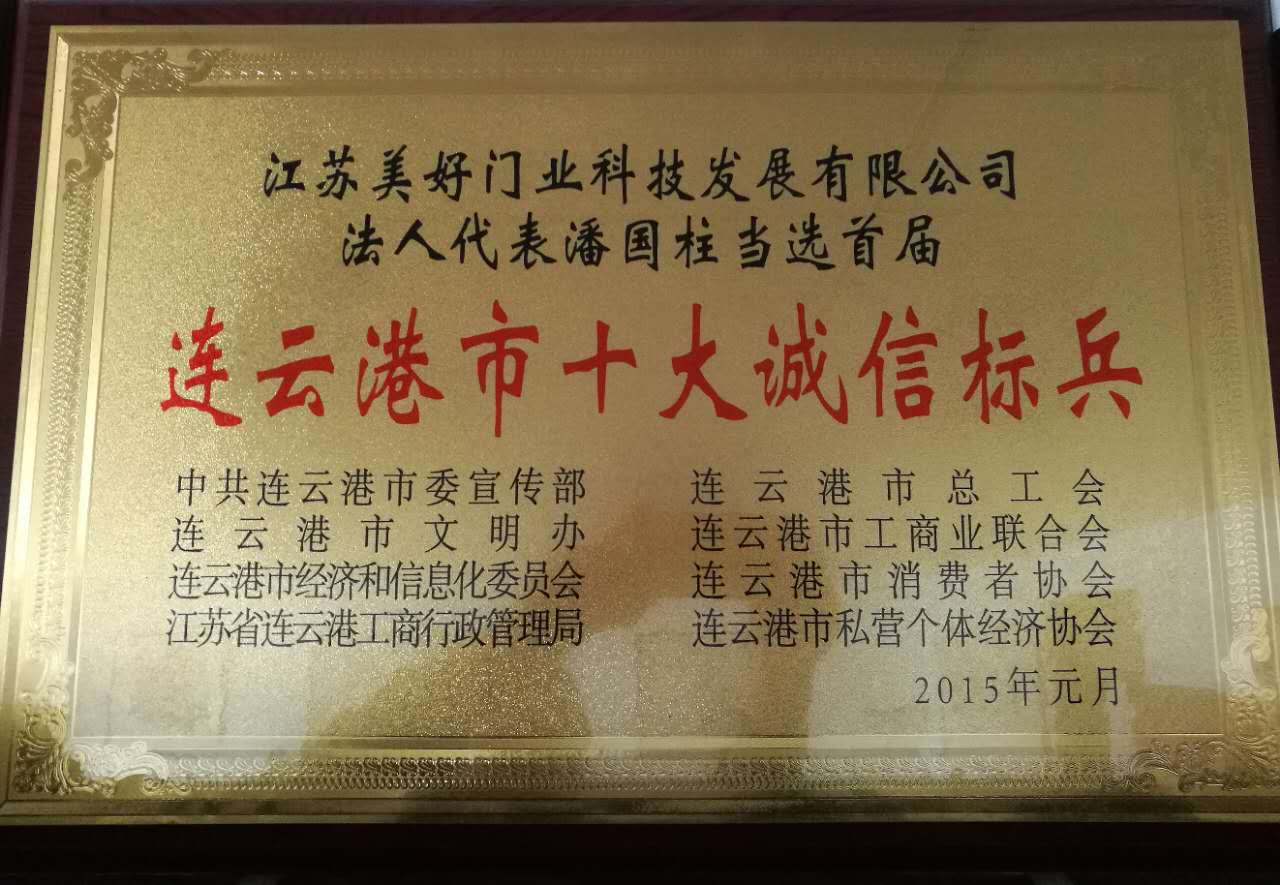 江苏美好门业科技发展有限公司
法人代表潘国柱当选首届
连云港市十大诚信标兵
中共连云港市委宣传部
连云港市文明办
连云港市经济和信息化委员会
江苏省连云港工商行政管理局
连云港市总工会
连云港市工商业联合会
连云港市消费者协会
连云港市私营个体经济协会
2015年元月